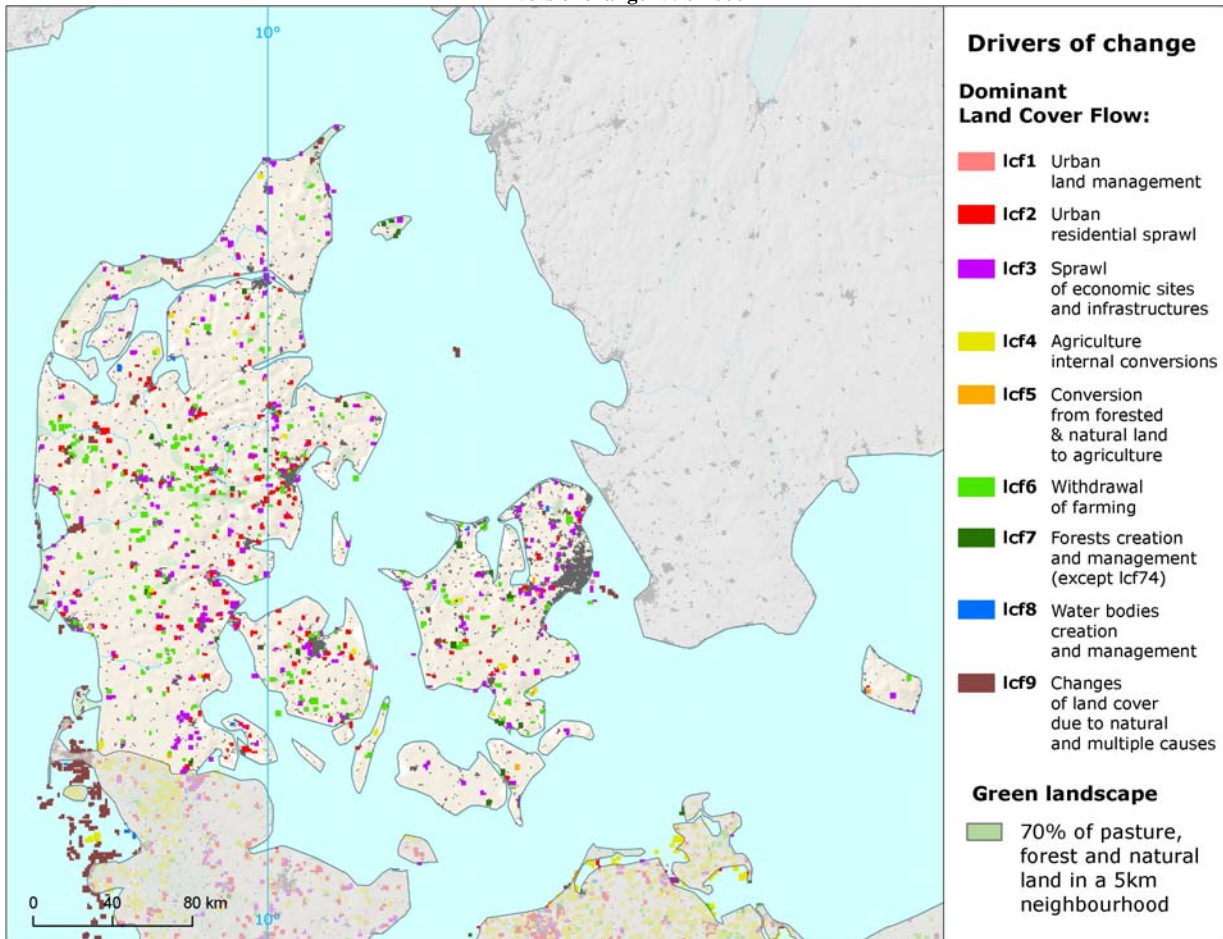 10°
Drivers of change
Dominant
Land Cover Flow:
lcf1 Urban
land management
lcf2 Urban
residential sprawl
lcf3 Sprawl
of economic sites
and infrastructures
lcf4 Agriculture
internal conversions
lcf5 Conversion
from forested
& natural land
to agriculture
lcf6 Withdrawal
of farming
lcf7 Forests creation
and management
(except lcf74)
lcf8 Water bodies
creation
and management
lcf9 Changes
of land cover
due to natural
and multiple causes
Green landscape
70% of pasture,
forest and natural
land in a 5km
neighbourhood
0 40 80 km
10°